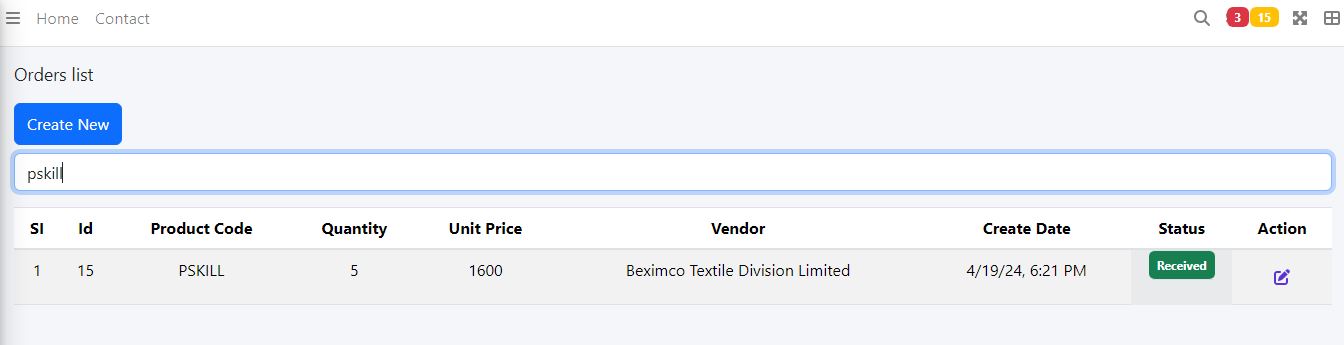 Home Contact 3 15
Orders list
Create New
pskill
Sl Id Product Code Quantity Unit Price Vendor Create Date Status Action
1 15 PSKILL 5 1600 Beximco Textile Division Limited 4/19/24, 6:21 PM Received